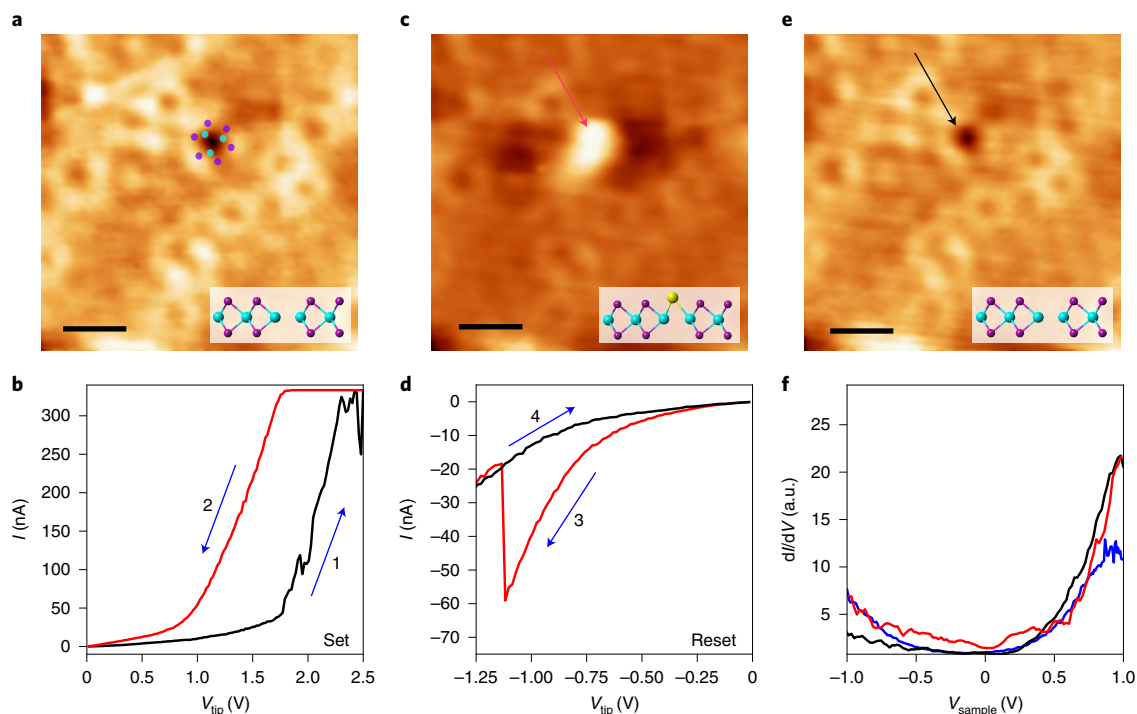 a
c
e
b
d
f
I (nA)
300
250
200
150
100
50
0
0
0.5
1.0
1.5
2.0
2.5
V_tip (V)
2
1
Set
I (nA)
0
−10
−20
−30
−40
−50
−60
−70
−1.25
−1.00
−0.75
−0.50
−0.25
0
V_tip (V)
4
3
Reset
dI/dV (a.u.)
25
20
15
10
5
−1.0
−0.5
0
0.5
1.0
V_sample (V)